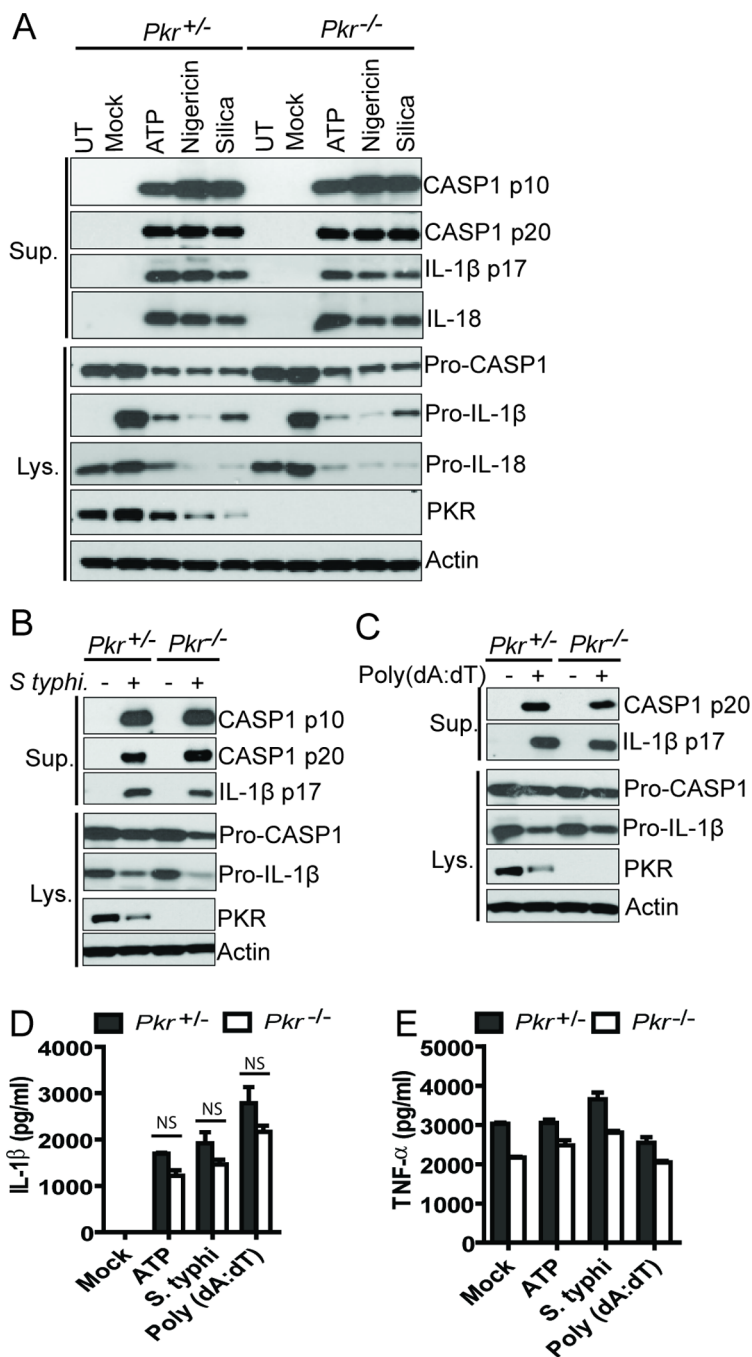 A
Pkr+/- Pkr-/-
UT Mock ATP Nigericin Silica UT Mock ATP Nigericin Silica
Sup.
CASP1 p10
CASP1 p20
IL-1β p17
IL-18
Lys.
Pro-CASP1
Pro-IL-1β
Pro-IL-18
PKR
Actin
B
Pkr+/- Pkr-/-
S typhi. - + - +
Sup.
CASP1 p10
CASP1 p20
IL-1β p17
Lys.
Pro-CASP1
Pro-IL-1β
PKR
Actin
C
Pkr+/- Pkr-/-
Poly(dA:dT) - + - +
Sup.
CASP1 p20
IL-1β p17
Lys.
Pro-CASP1
Pro-IL-1β
PKR
Actin
D
Pkr+/- Pkr-/-
IL-1β (pg/ml)
4000
3000
2000
1000
0
NS NS NS
Mock ATP S. typhi Poly (dA:dT)
E
Pkr+/- Pkr-/-
TNF-α (pg/ml)
5000
4000
3000
2000
1000
0
Mock ATP S. typhi Poly (dA:dT)